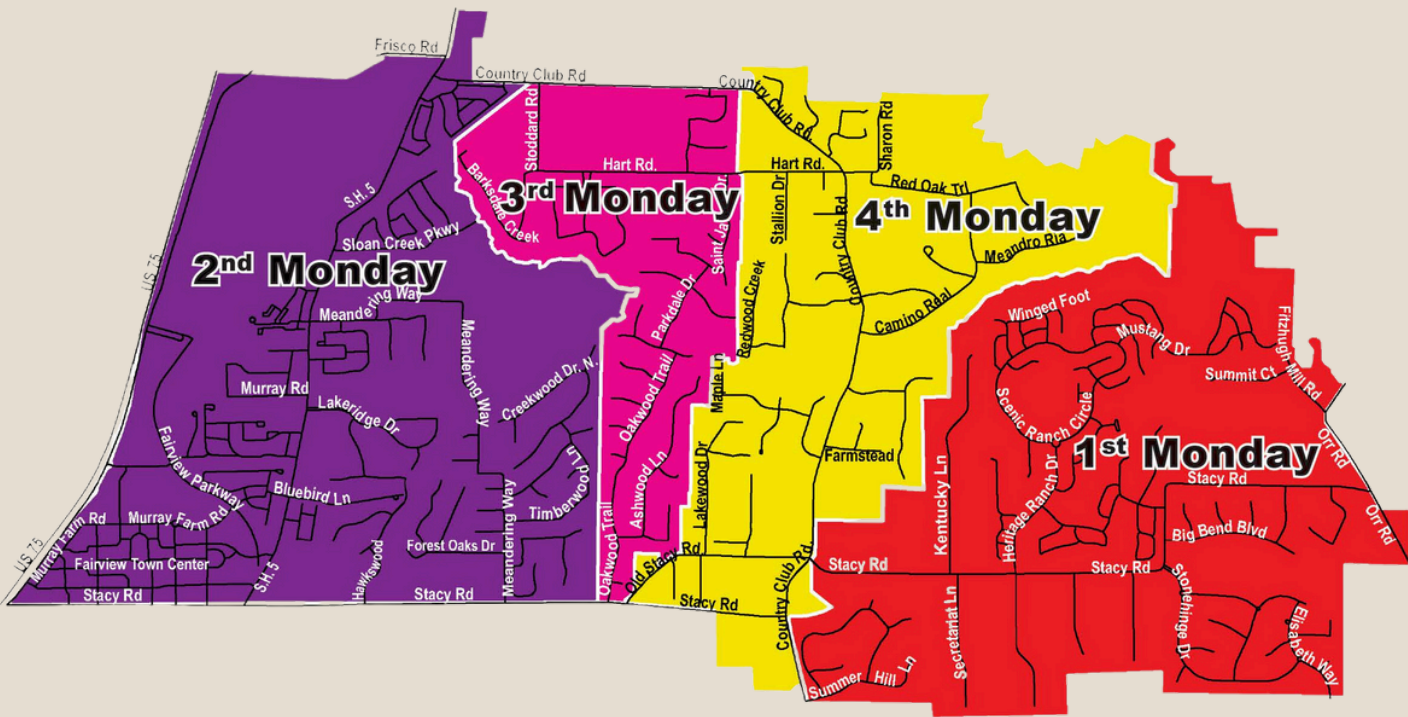 Frisco Rd
Country Club Rd
Country Club Rd.
Stoddard Rd
Hart Rd.
Hart Rd.
Sharon Rd
Barksdale Creek
3rd Monday
Red Oak Trl
S.H. 5
Stallion Dr
Country Club Rd
4th Monday
Sloan Creek Pkwy
Meandro Ria
2nd Monday
US 75
Parkdale Dr
Redwood Creek
Camino Real
Meandering Way
Winged Foot
Mustang Dr
Fitzhugh Mill Rd
Meandering Way
Summit Ct
Murray Rd
Creekwood Dr. N.
Oakwood Trail
Maple Ln
Lakeridge Dr
Scenic Ranch Circle
Orr Rd
1st Monday
Farmstead
Fairview Parkway
Timberwood Ln
Ashwood Ln
Lakewood Dr
Kentucky Ln
Heritage Ranch Dr
Stacy Rd
Bluebird Ln
Meandering Way
Murray Farm Rd
Murray Farm Rd
Big Bend Blvd
Orr Rd
US 75
Forest Oaks Dr
Oakwood Trail
Old Stacy Rd
Fairview Town Center
S.H. 5
Hawkswood
Stacy Rd
Stacy Rd
Stacy Rd
Stacy Rd
Stacy Rd
Country Club Rd
Secretariat Ln
Stonehinge Dr
Elisabeth Way
Summer Hill Ln